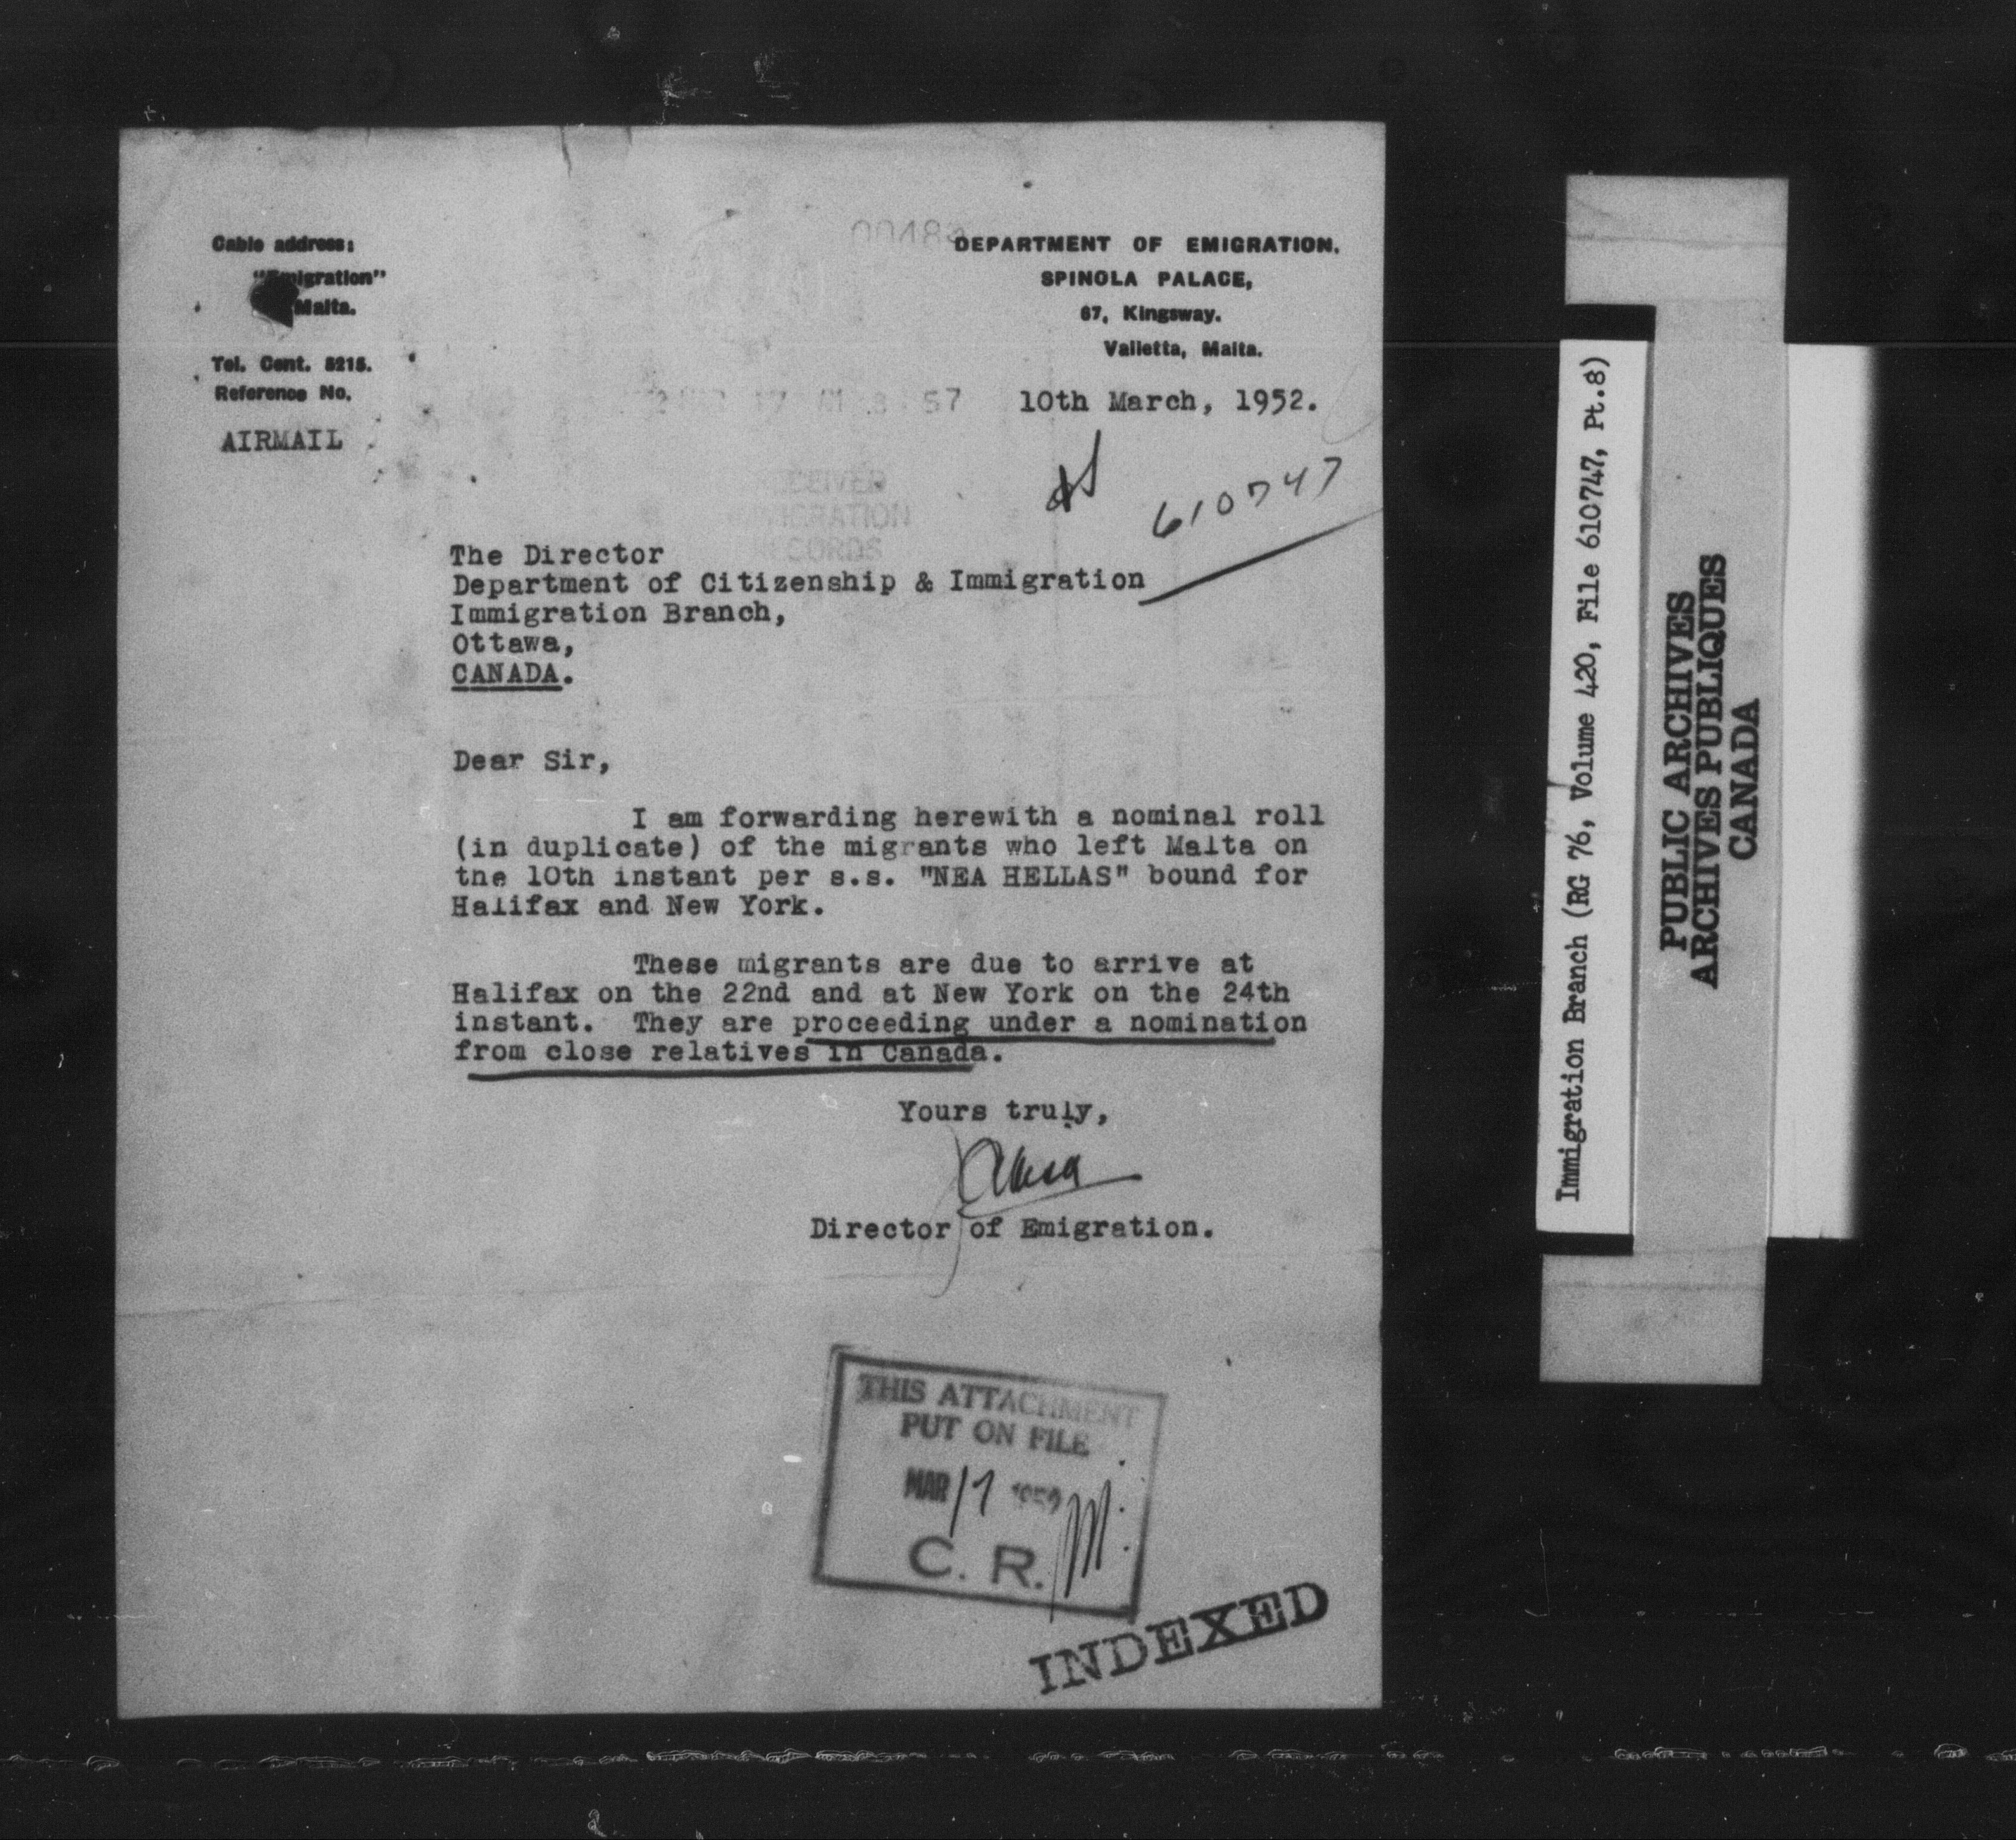 Cable address:
Malta.
Tel. Cent. 5215.
Reference No.
AIRMAIL
DEPARTMENT OF EMIGRATION,
SPINOLA PALACE,
67, Kingsway.
Valletta, Malta.
57
10th March, 1952.
610747
The Director
Department of Citizenship & Immigration
Immigration Branch,
Ottawa,
CANADA.
Dear Sir,
I am forwarding herewith a nominal roll
(in duplicate) of the migrants who left Malta on
the 10th instant per s.s. "NEA HELLAS" bound for
Halifax and New York.
These migrants are due to arrive at
Halifax on the 22nd and at New York on the 24th
instant. They are proceeding under a nomination
from close relatives in Canada.
Yours truly,
Director of Emigration.
THIS ATTACHMENT
PUT ON FILE
MAR 17 1952
C. R.
INDEXED
Immigration Branch (RG 76, Volume 420, File 610747, Pt.8)
PUBLIC ARCHIVES
ARCHIVES PUBLIQUES
CANADA